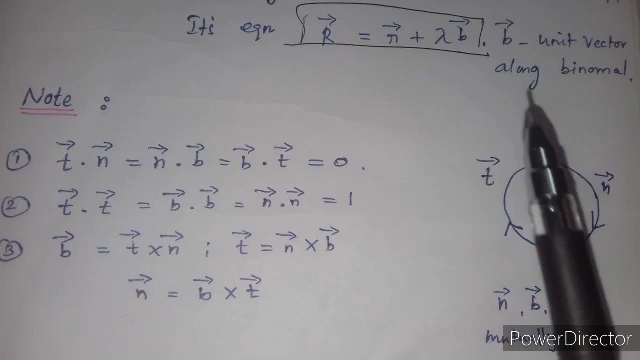 Its eqn R⃗ = n⃗ + λb⃗. b⃗ - unit vector
along binomal.
Note :
① t⃗ . n⃗ = n⃗ . b⃗ = b⃗ . t⃗ = 0.
② t⃗ . t⃗ = b⃗ . b⃗ = n⃗ . n⃗ = 1
③ b⃗ = t⃗ × n⃗ ; t⃗ = n⃗ × b⃗
n⃗ = b⃗ × t⃗
t⃗ n⃗
n⃗, b⃗.
PowerDirector